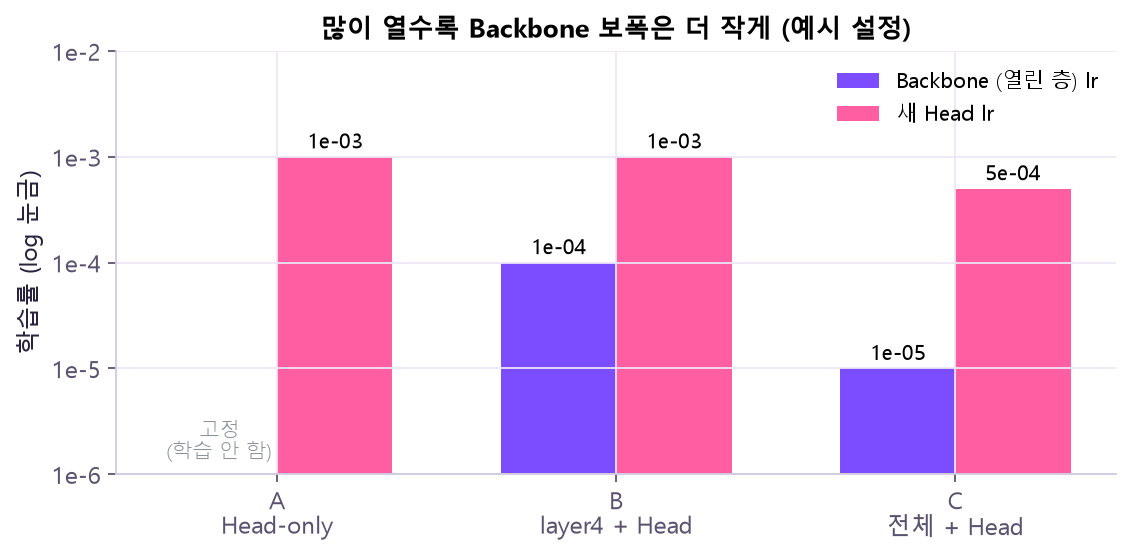 많이 열수록 Backbone 보폭은 더 작게 (예시 설정)
Backbone (열린 층) lr
새 Head lr
학습률 (log 눈금)
1e-2
1e-3
1e-4
1e-5
1e-6
고정
(학습 안 함)
1e-03
1e-04
1e-03
1e-05
5e-04
A
Head-only
B
layer4 + Head
C
전체 + Head